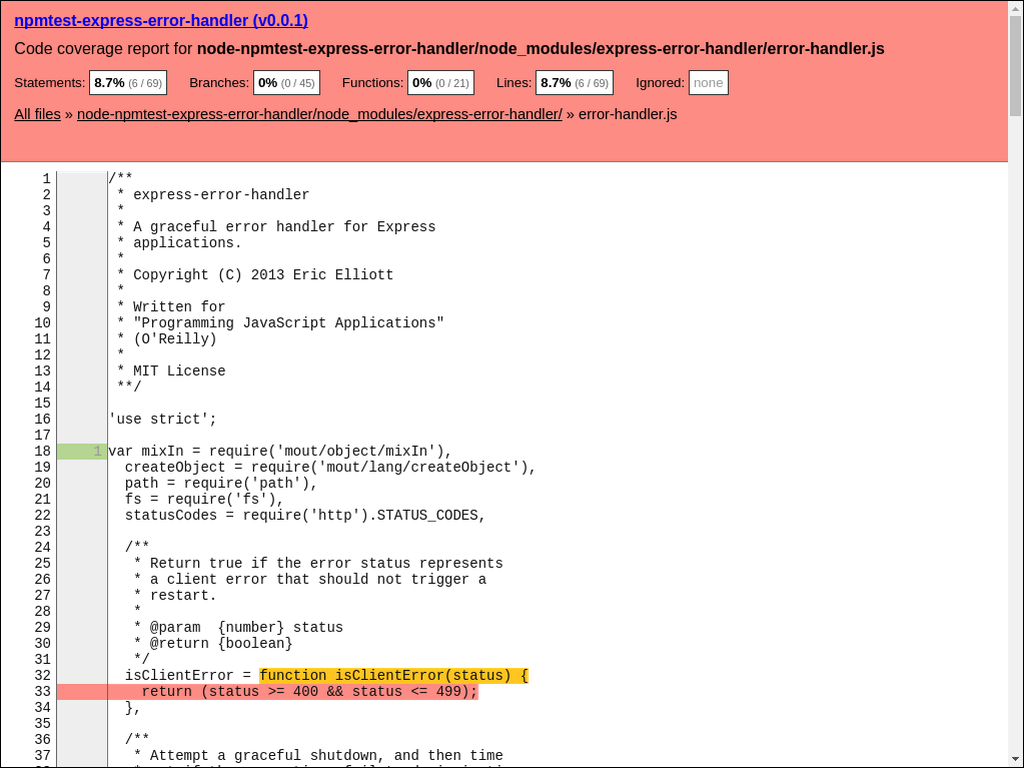 npmtest-express-error-handler (v0.0.1)
Code coverage report for node-npmtest-express-error-handler/node_modules/express-error-handler/error-handler.js
Statements: 8.7% (6 / 69) Branches: 0% (0 / 45) Functions: 0% (0 / 21) Lines: 8.7% (6 / 69) Ignored: none
All files » node-npmtest-express-error-handler/node_modules/express-error-handler/ » error-handler.js
1 /**
2 * express-error-handler
3 *
4 * A graceful error handler for Express
5 * applications.
6 *
7 * Copyright (C) 2013 Eric Elliott
8 *
9 * Written for
10 * "Programming JavaScript Applications"
11 * (O'Reilly)
12 *
13 * MIT License
14 **/
15
16 'use strict';
17
18 1 var mixIn = require('mout/object/mixIn'),
19 createObject = require('mout/lang/createObject'),
20 path = require('path'),
21 fs = require('fs'),
22 statusCodes = require('http').STATUS_CODES,
23
24 /**
25 * Return true if the error status represents
26 * a client error that should not trigger a
27 * restart.
28 *
29 * @param  {number} status
30 * @return {boolean}
31 */
32 isClientError = function isClientError(status) {
33 return (status >= 400 && status <= 499);
34 },
35
36 /**
37 * Attempt a graceful shutdown, and then time